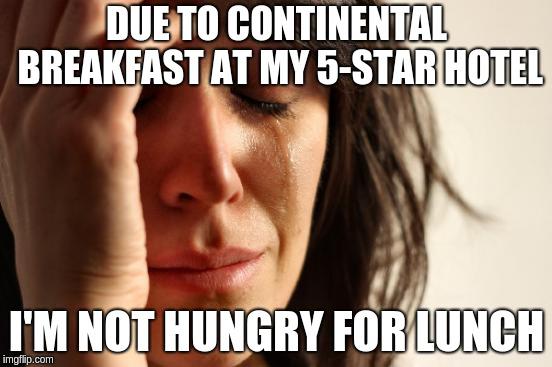 DUE TO CONTINENTAL
BREAKFAST AT MY 5-STAR HOTEL
I'M NOT HUNGRY FOR LUNCH
imgflip.com